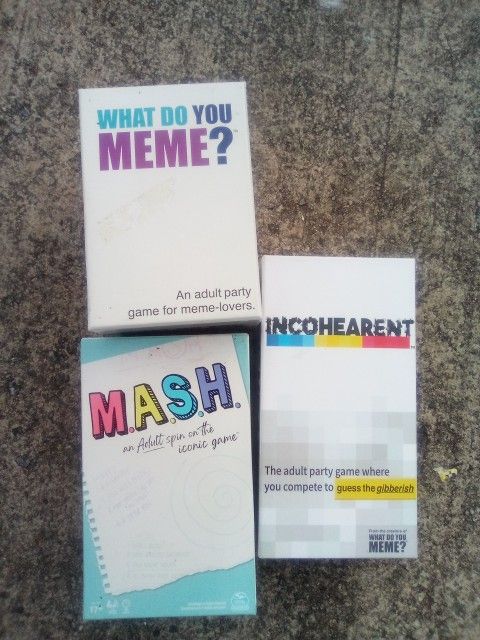 WHAT DO YOU
MEME?
An adult party
game for meme-lovers.
INCOHEARENT
The adult party game where
you compete to guess the gibberish
From the creators of
WHAT DO YOU
MEME?
M.A.S.H.
an Adult spin on the
iconic game
17+